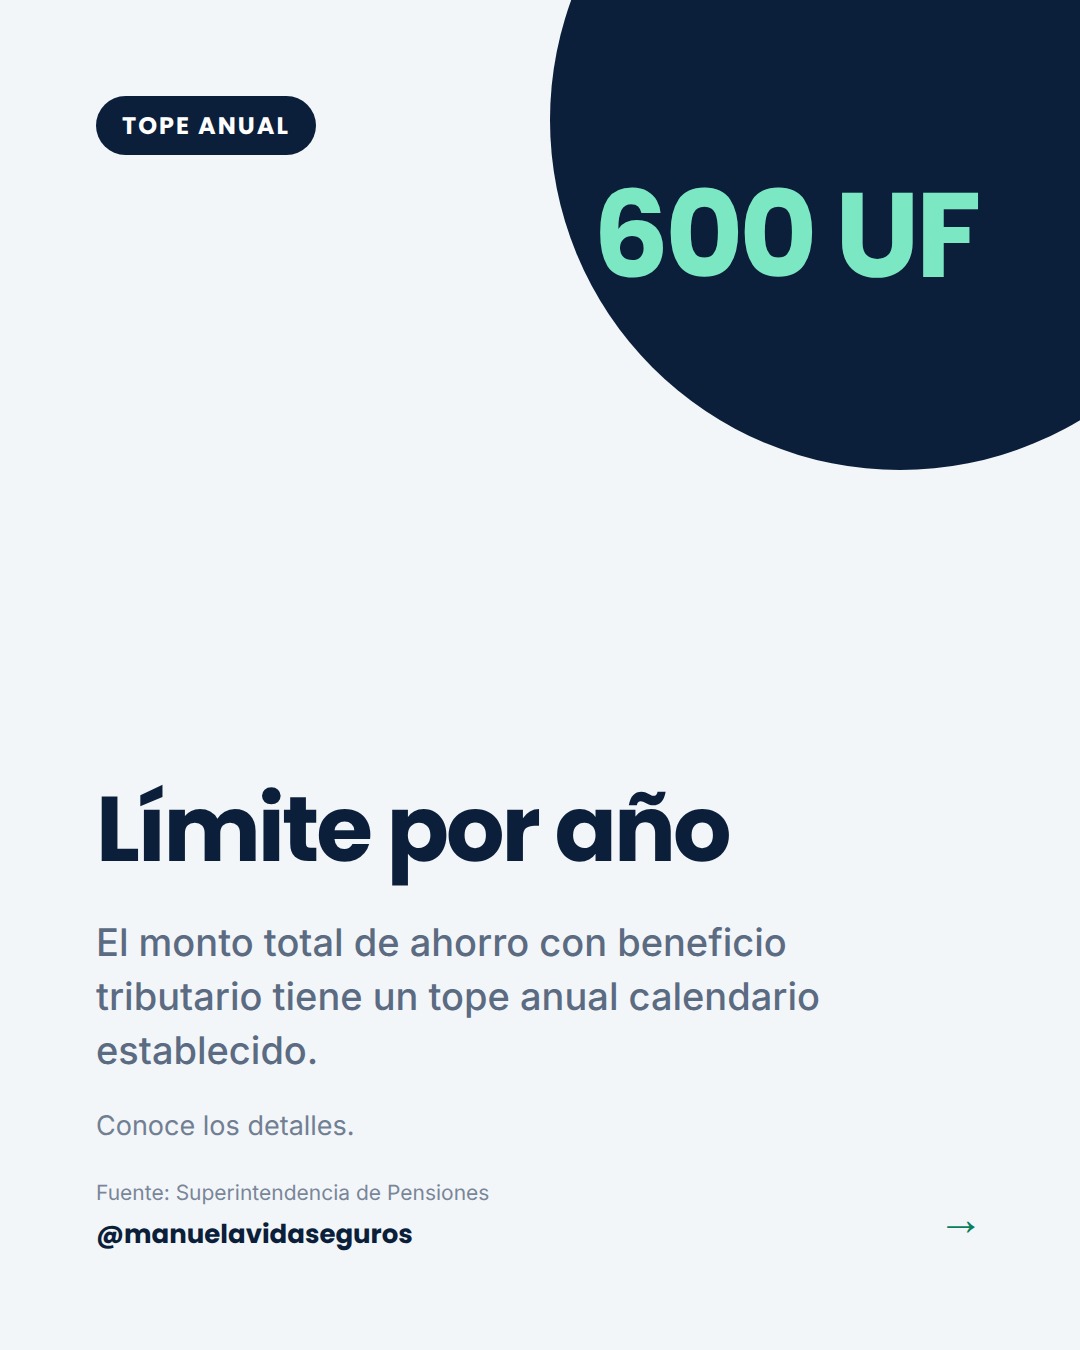 TOPE ANUAL
600 UF
Límite por año
El monto total de ahorro con beneficio
tributario tiene un tope anual calendario
establecido.
Conoce los detalles.
Fuente: Superintendencia de Pensiones
@manuelavidaseguros
→